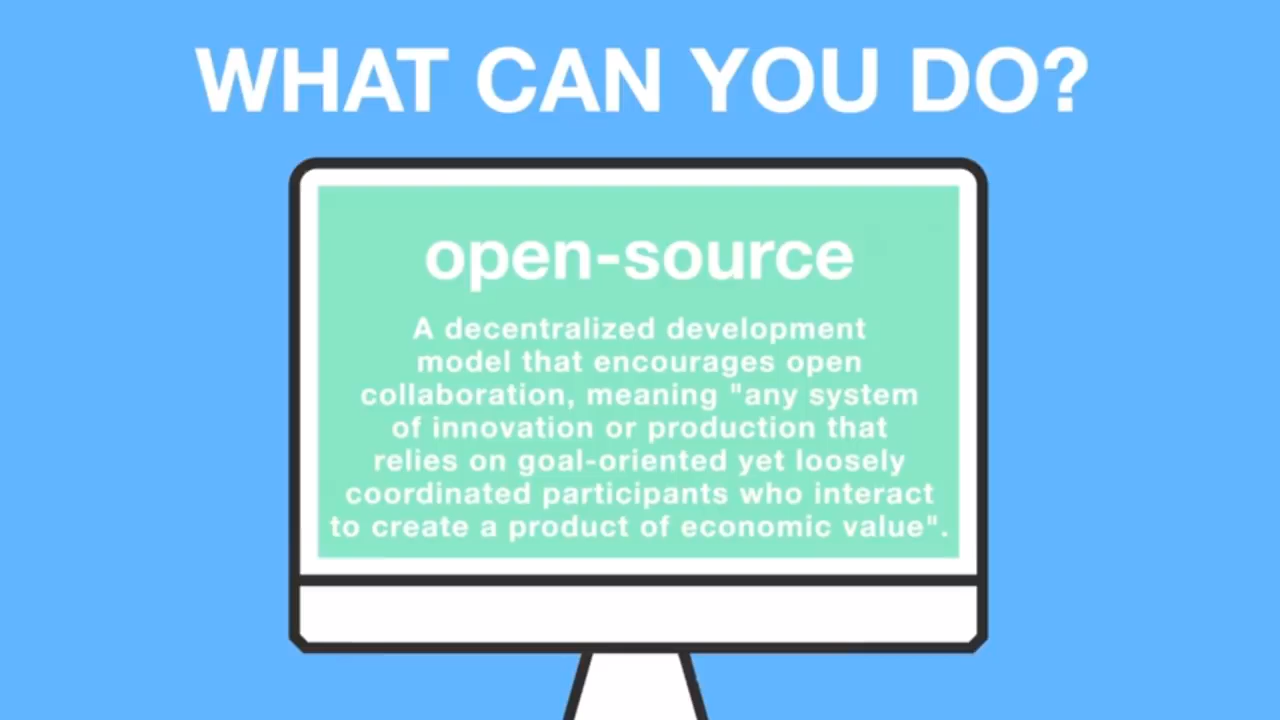 WHAT CAN YOU DO?
open-source
A decentralized development
model that encourages open
collaboration, meaning "any system
of innovation or production that
relies on goal-oriented yet loosely
coordinated participants who interact
to create a product of economic value".